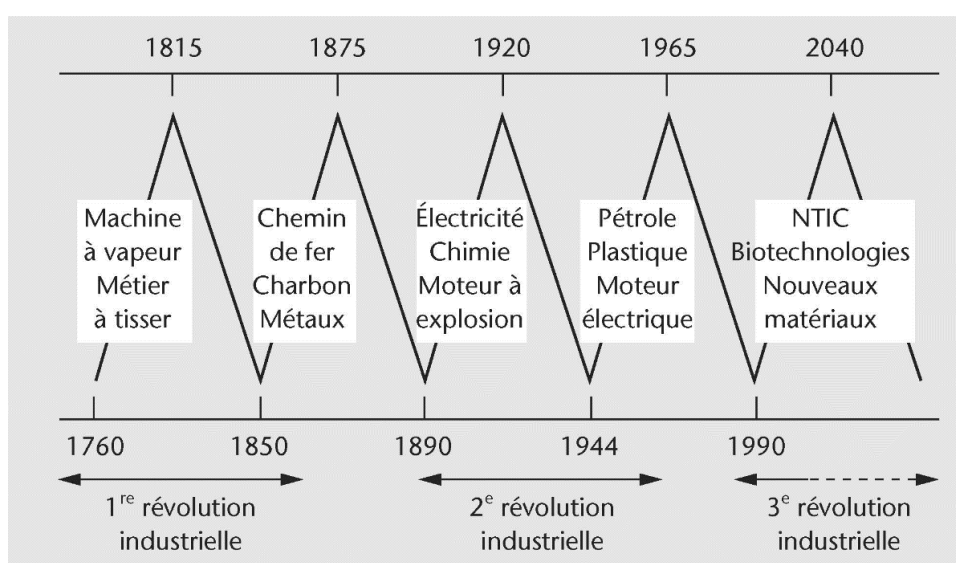 1815 1875 1920 1965 2040
Machine
à vapeur
Métier
à tisser
Chemin
de fer
Charbon
Métaux
Électricité
Chimie
Moteur à
explosion
Pétrole
Plastique
Moteur
électrique
NTIC
Biotechnologies
Nouveaux
matériaux
1760 1850 1890 1944 1990
1re révolution
industrielle
2e révolution
industrielle
3e révolution
industrielle